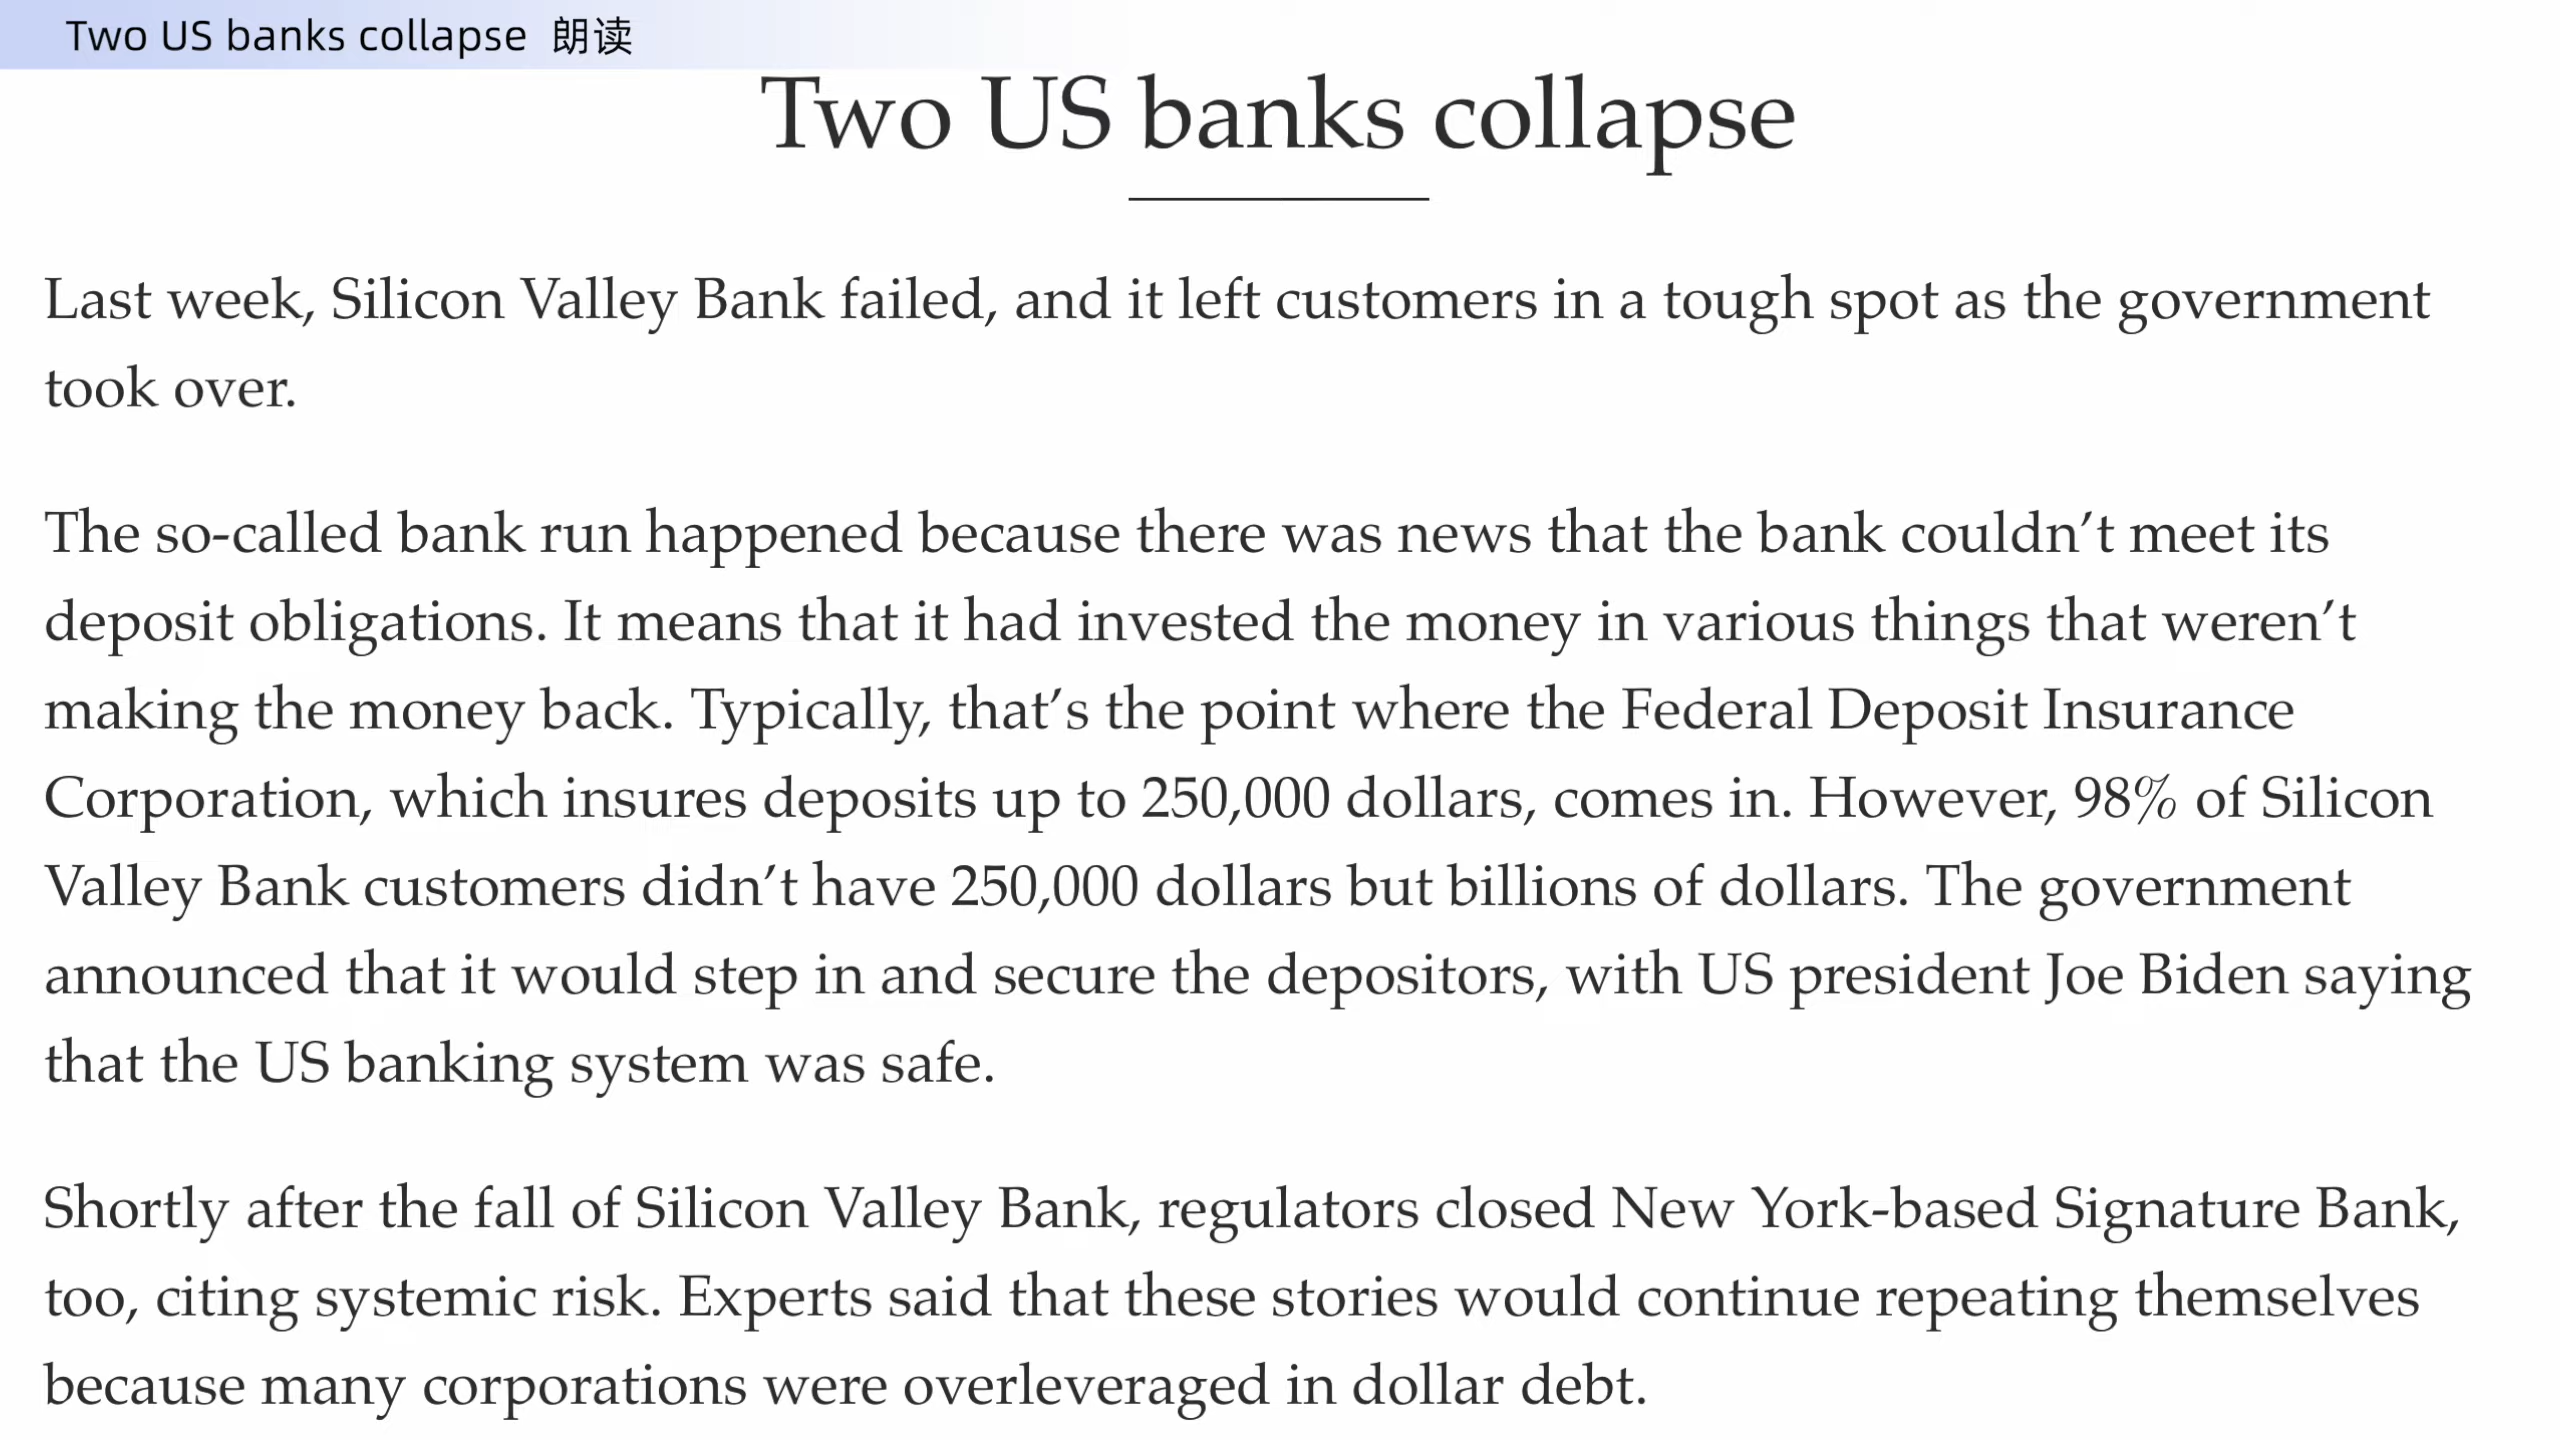 Two US banks collapse 朗读
Two US banks collapse
Last week, Silicon Valley Bank failed, and it left customers in a tough spot as the government
took over.
The so-called bank run happened because there was news that the bank couldn’t meet its
deposit obligations. It means that it had invested the money in various things that weren’t
making the money back. Typically, that’s the point where the Federal Deposit Insurance
Corporation, which insures deposits up to 250,000 dollars, comes in. However, 98% of Silicon
Valley Bank customers didn’t have 250,000 dollars but billions of dollars. The government
announced that it would step in and secure the depositors, with US president Joe Biden saying
that the US banking system was safe.
Shortly after the fall of Silicon Valley Bank, regulators closed New York-based Signature Bank,
too, citing systemic risk. Experts said that these stories would continue repeating themselves
because many corporations were overleveraged in dollar debt.